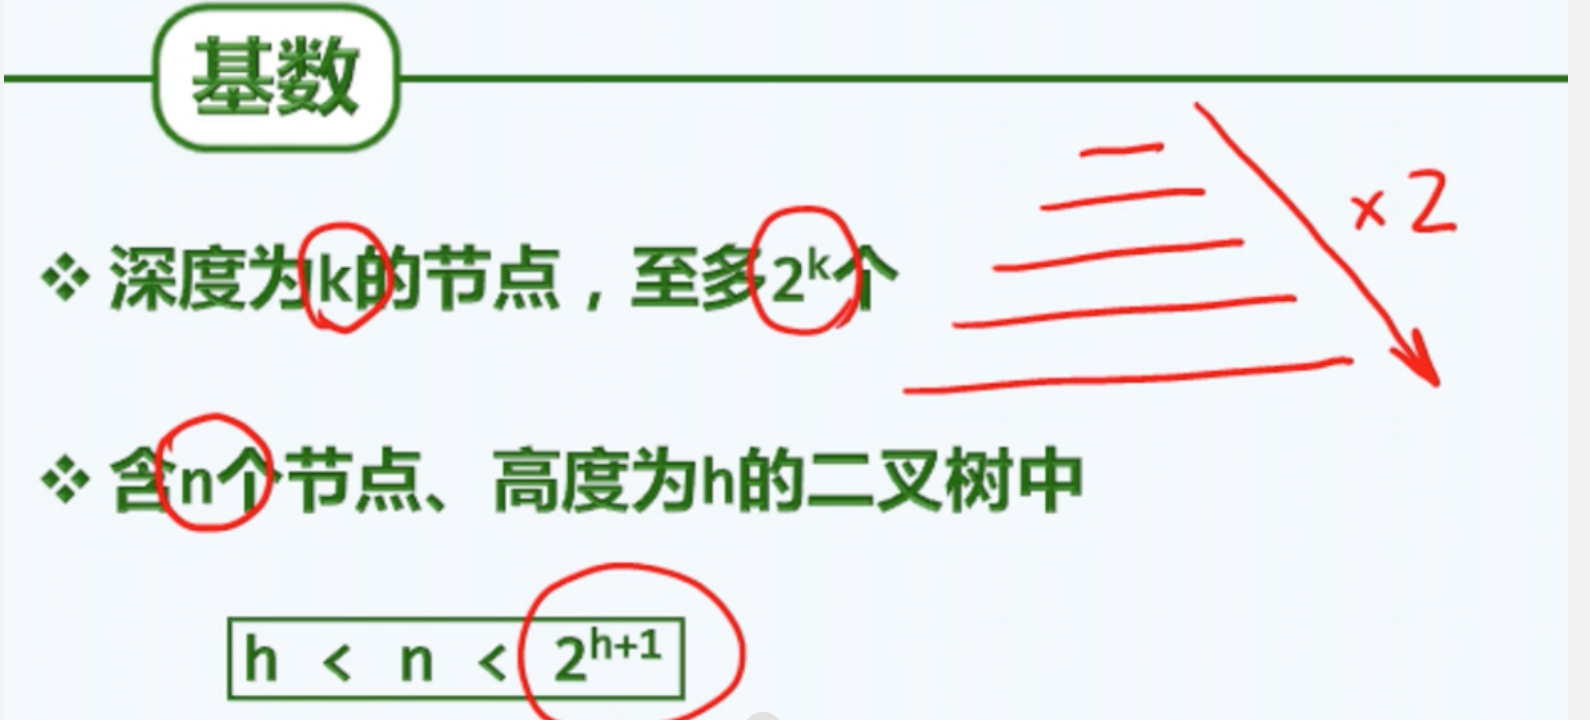 基数
×2
❖ 深度为k的节点，至多2ᵏ个
❖ 含n个节点、高度为h的二叉树中
h < n < 2ʰ⁺¹